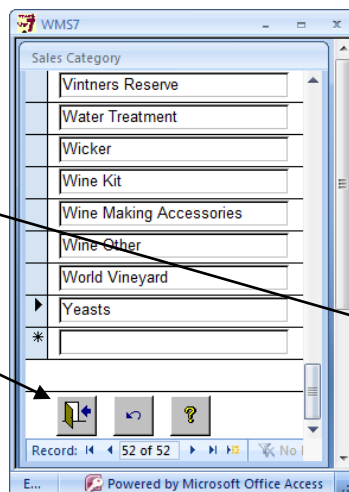 WMS7
Sales Category
Vintners Reserve
Water Treatment
Wicker
Wine Kit
Wine Making Accessories
Wine Other
World Vineyard
Yeasts
*
?
Record: 52 of 52 No
E... Powered by Microsoft Office Access